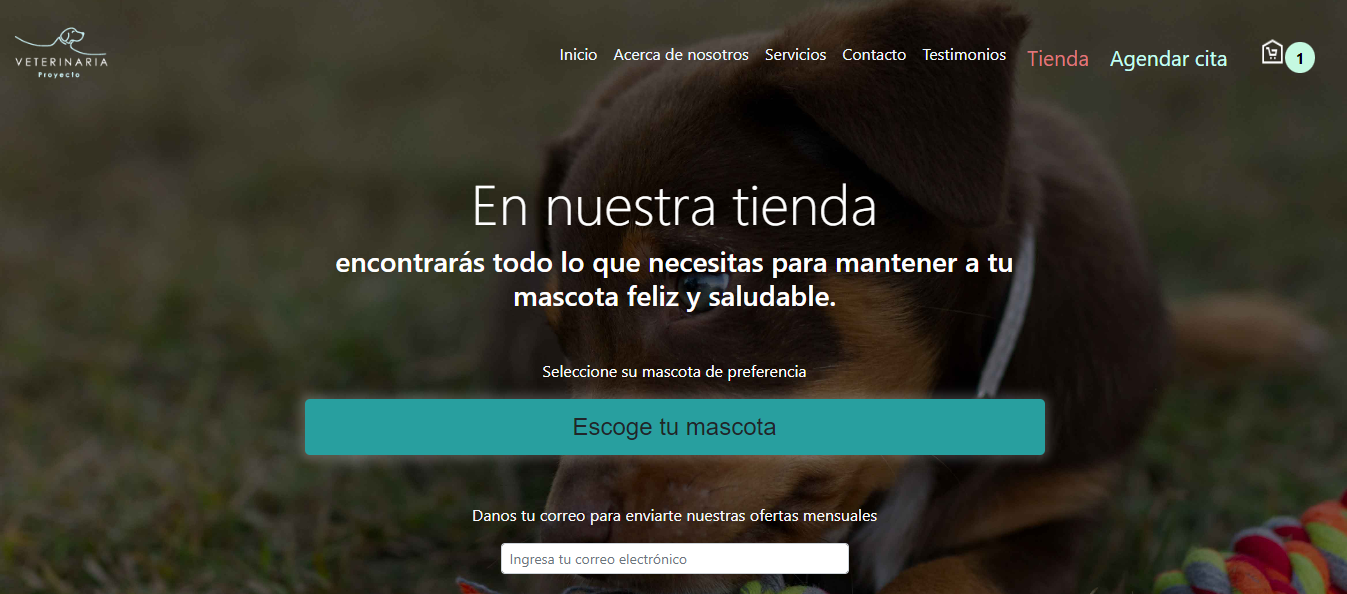 VETERINARIA
Proyecto
Inicio Acerca de nosotros Servicios Contacto Testimonios Tienda Agendar cita 1
En nuestra tienda
encontrarás todo lo que necesitas para mantener a tu
mascota feliz y saludable.
Seleccione su mascota de preferencia
Escoge tu mascota
Danos tu correo para enviarte nuestras ofertas mensuales
Ingresa tu correo electrónico